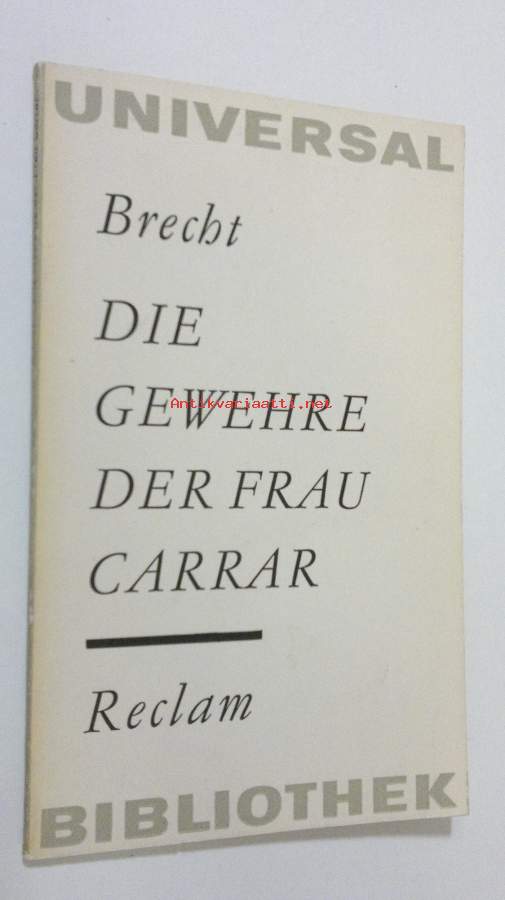 UNIVERSAL
Brecht
DIE
GEWEHRE
Antikvariaatti.net
DER FRAU
CARRAR
Reclam
BIBLIOTHEK